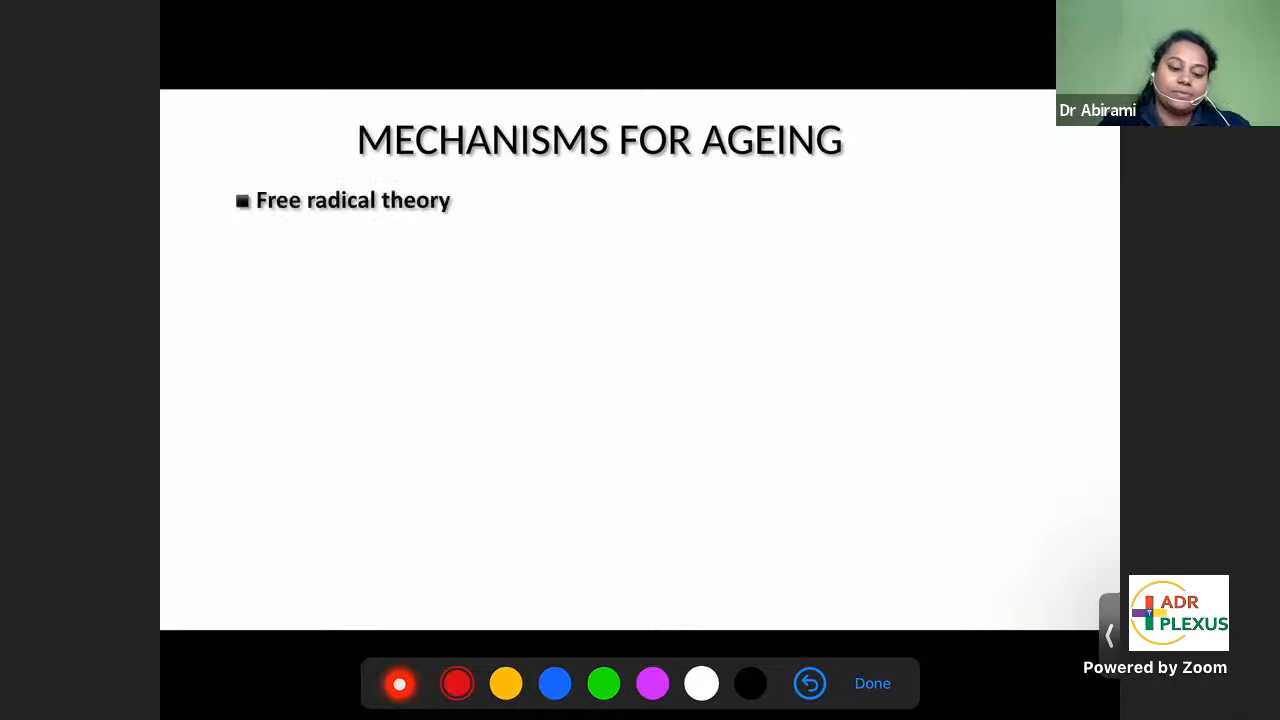 MECHANISMS FOR AGEING
Free radical theory
Dr Abirami
ADR
PLEXUS
Powered by Zoom
Done